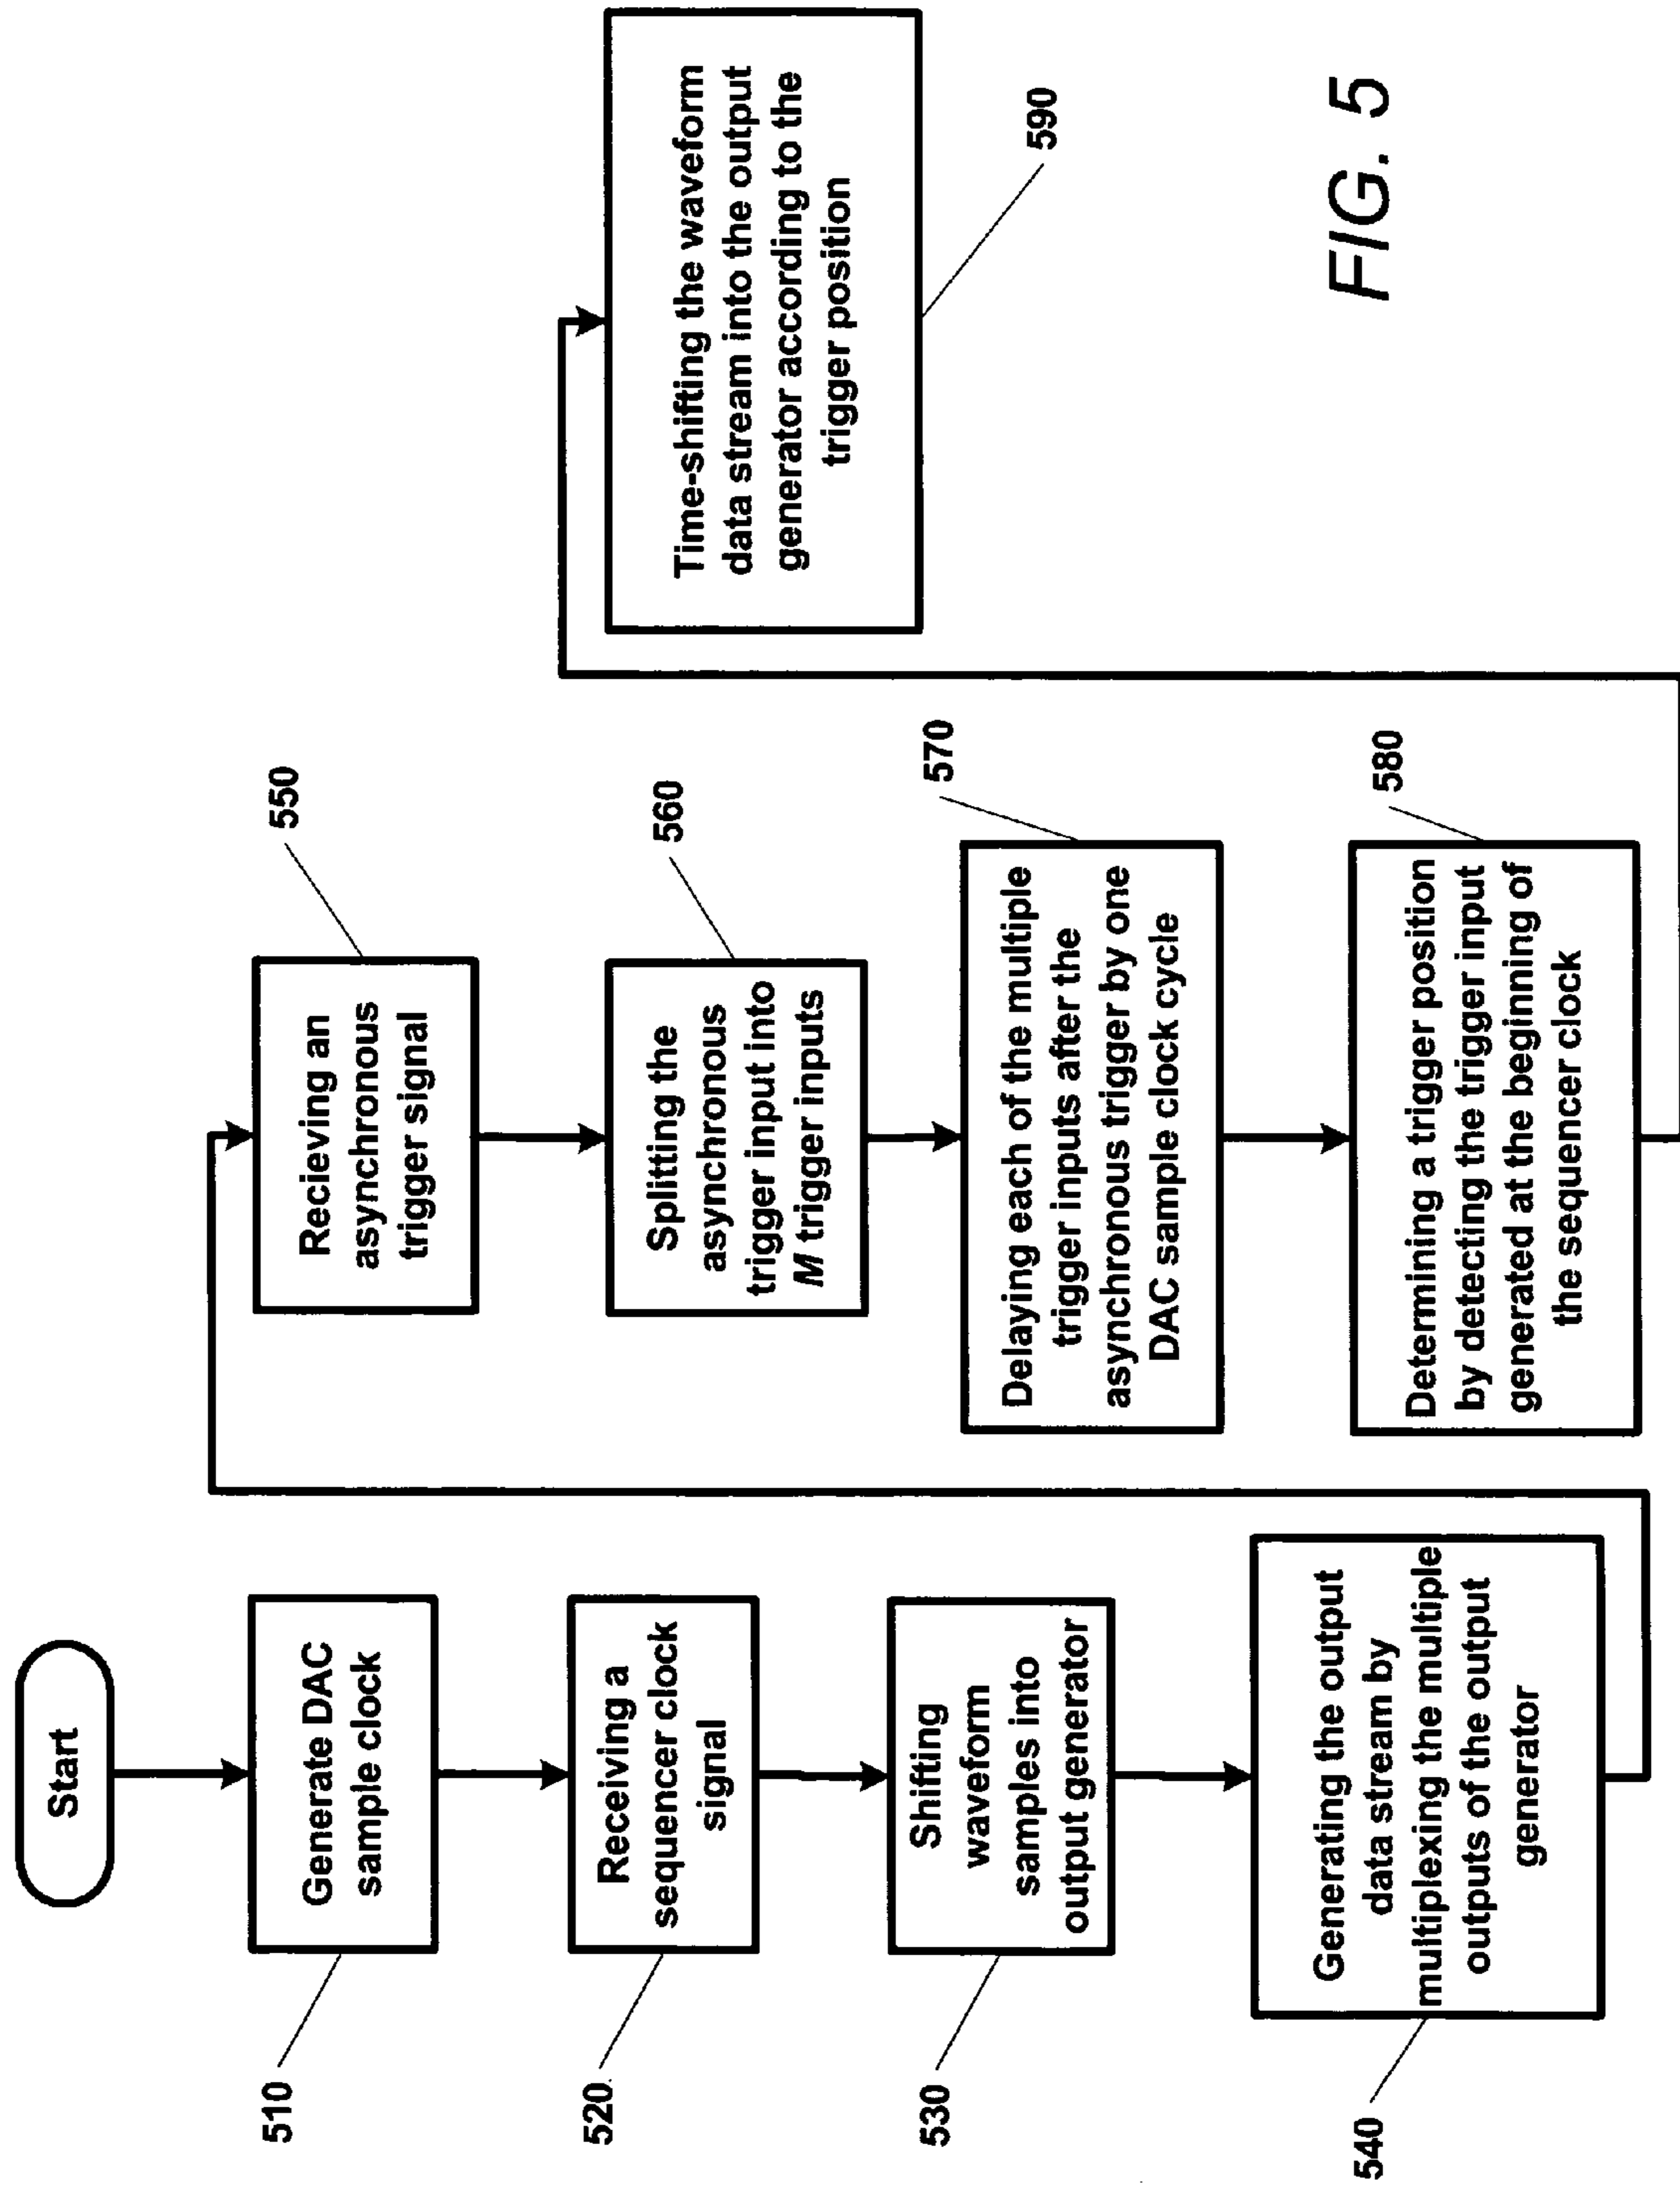 Start
Generate DAC
sample clock
510
Receiving a
sequencer clock
signal
520
Shifting
waveform
samples into
output generator
530
Generating the output
data stream by
multiplexing the multiple
outputs of the output
generator
540
Recieving an
asynchronous
trigger signal
550
Splitting the
asynchronous
trigger input into
M trigger inputs
560
Delaying each of the multiple
trigger inputs after the
asynchronous trigger by one
DAC sample clock cycle
570
Determining a trigger position
by detecting the trigger input
generated at the beginning of
the sequencer clock
580
Time-shifting the waveform
data stream into the output
generator according to the
trigger position
590
FIG. 5